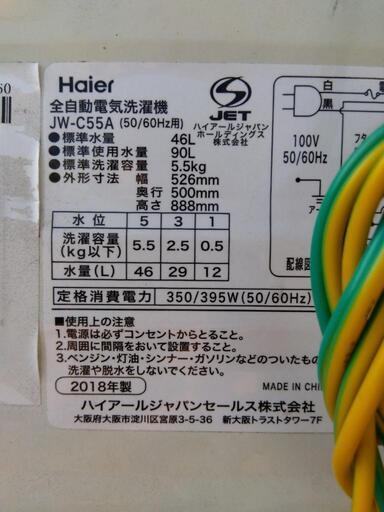 Haier
全自動電気洗濯機
JW-C55A (50/60Hz用)
●標準水量 46L
●標準使用水量 90L
●標準洗濯容量 5.5kg
●外形寸法 幅 526mm
奥行 500mm
高さ 888mm
JET
ハイアールジャパン
ホールディングス
株式会社
白
黒
100V
50/60Hz
配線図
水 位 5 3 1
洗濯容量(kg以下) 5.5 2.5 0.5
水量(L) 46 29 12
定格消費電力 350/395W(50/60Hz)
●使用上の注意
1.電源は必ずコンセントからとること。
2.周囲に間隔をおいて設置すること。
3.ベンジン・灯油・シンナー・ガソリンなどのついたもの
脱水をしないでください。
2018年製
MADE IN CHI
ハイアールジャパンセールス株式会社
大阪府大阪市淀川区宮原3-5-36 新大阪トラストタワー7F